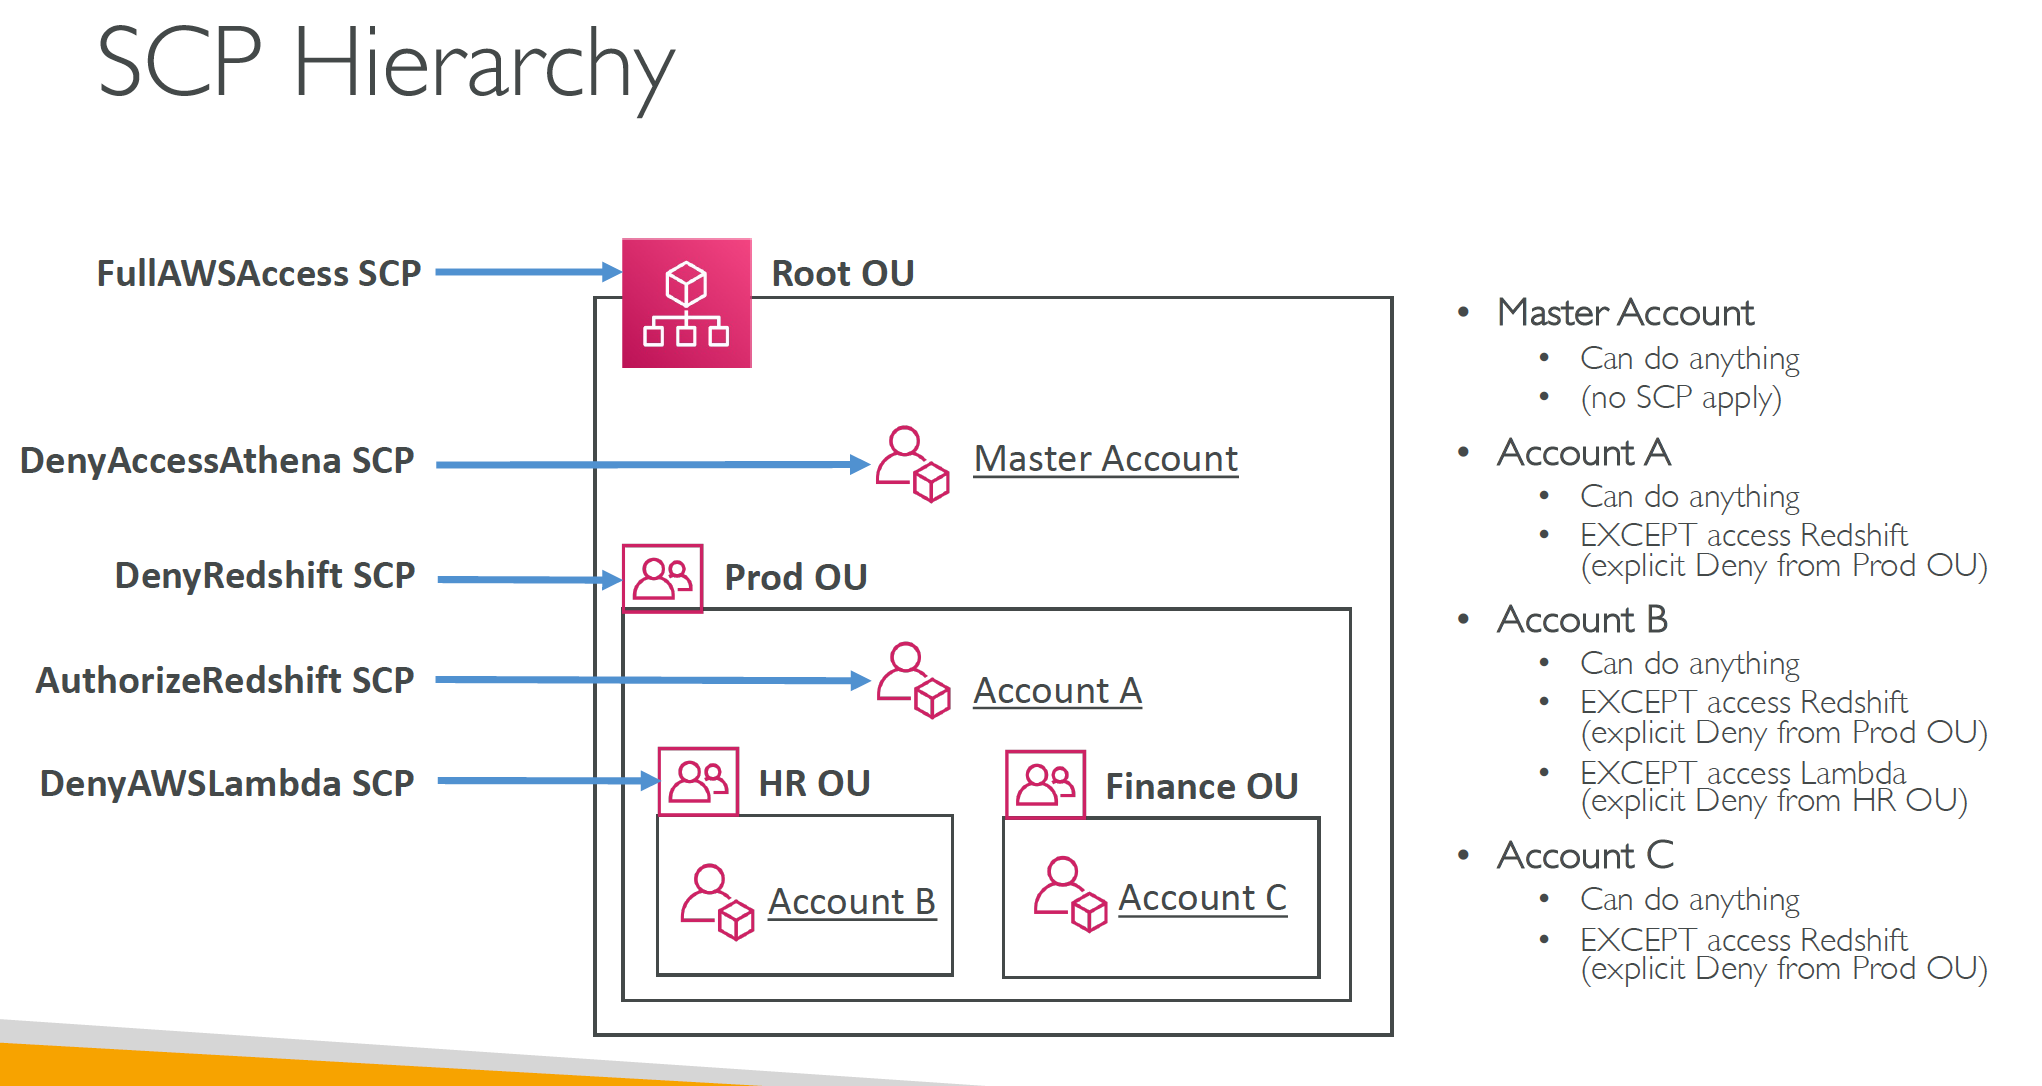 SCP Hierarchy
FullAWSAccess SCP
Root OU
DenyAccessAthena SCP
Master Account
DenyRedshift SCP
Prod OU
AuthorizeRedshift SCP
Account A
DenyAWSLambda SCP
HR OU
Finance OU
Account B
Account C
• Master Account
• Can do anything
• (no SCP apply)
• Account A
• Can do anything
• EXCEPT access Redshift
(explicit Deny from Prod OU)
• Account B
• Can do anything
• EXCEPT access Redshift
(explicit Deny from Prod OU)
• EXCEPT access Lambda
(explicit Deny from HR OU)
• Account C
• Can do anything
• EXCEPT access Redshift
(explicit Deny from Prod OU)